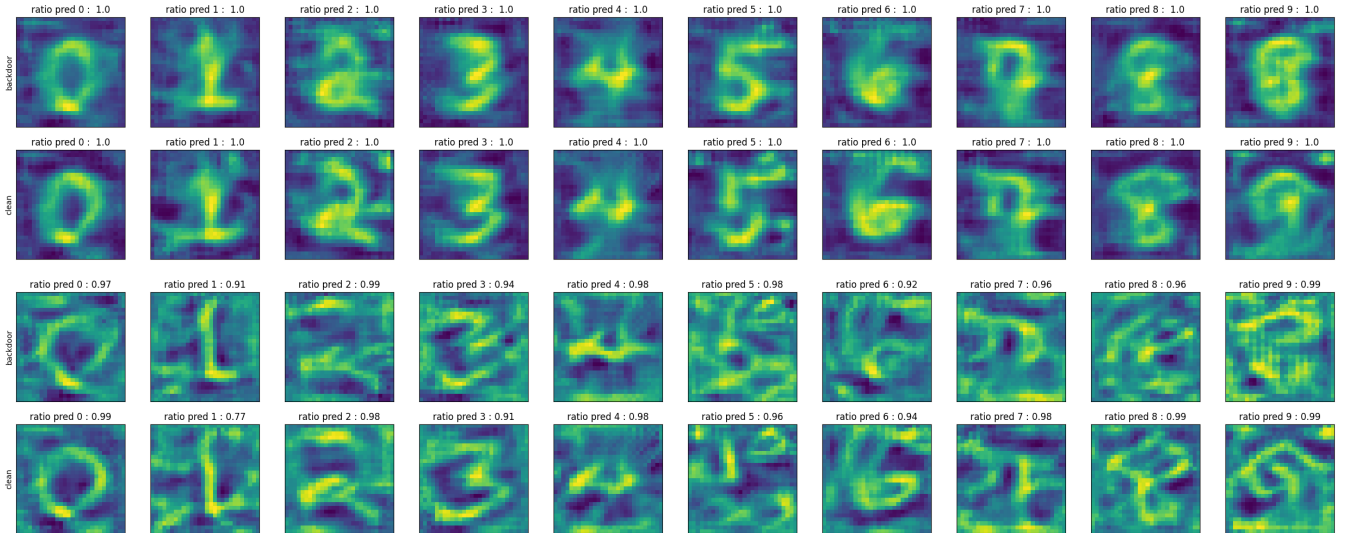 ratio pred 0 : 1.0 ratio pred 1 : 1.0 ratio pred 2 : 1.0 ratio pred 3 : 1.0 ratio pred 4 : 1.0 ratio pred 5 : 1.0 ratio pred 6 : 1.0 ratio pred 7 : 1.0 ratio pred 8 : 1.0 ratio pred 9 : 1.0
backdoor
ratio pred 0 : 1.0 ratio pred 1 : 1.0 ratio pred 2 : 1.0 ratio pred 3 : 1.0 ratio pred 4 : 1.0 ratio pred 5 : 1.0 ratio pred 6 : 1.0 ratio pred 7 : 1.0 ratio pred 8 : 1.0 ratio pred 9 : 1.0
clean
ratio pred 0 : 0.97 ratio pred 1 : 0.91 ratio pred 2 : 0.99 ratio pred 3 : 0.94 ratio pred 4 : 0.98 ratio pred 5 : 0.98 ratio pred 6 : 0.92 ratio pred 7 : 0.96 ratio pred 8 : 0.96 ratio pred 9 : 0.99
backdoor
ratio pred 0 : 0.99 ratio pred 1 : 0.77 ratio pred 2 : 0.98 ratio pred 3 : 0.91 ratio pred 4 : 0.98 ratio pred 5 : 0.96 ratio pred 6 : 0.94 ratio pred 7 : 0.98 ratio pred 8 : 0.99 ratio pred 9 : 0.99
clean